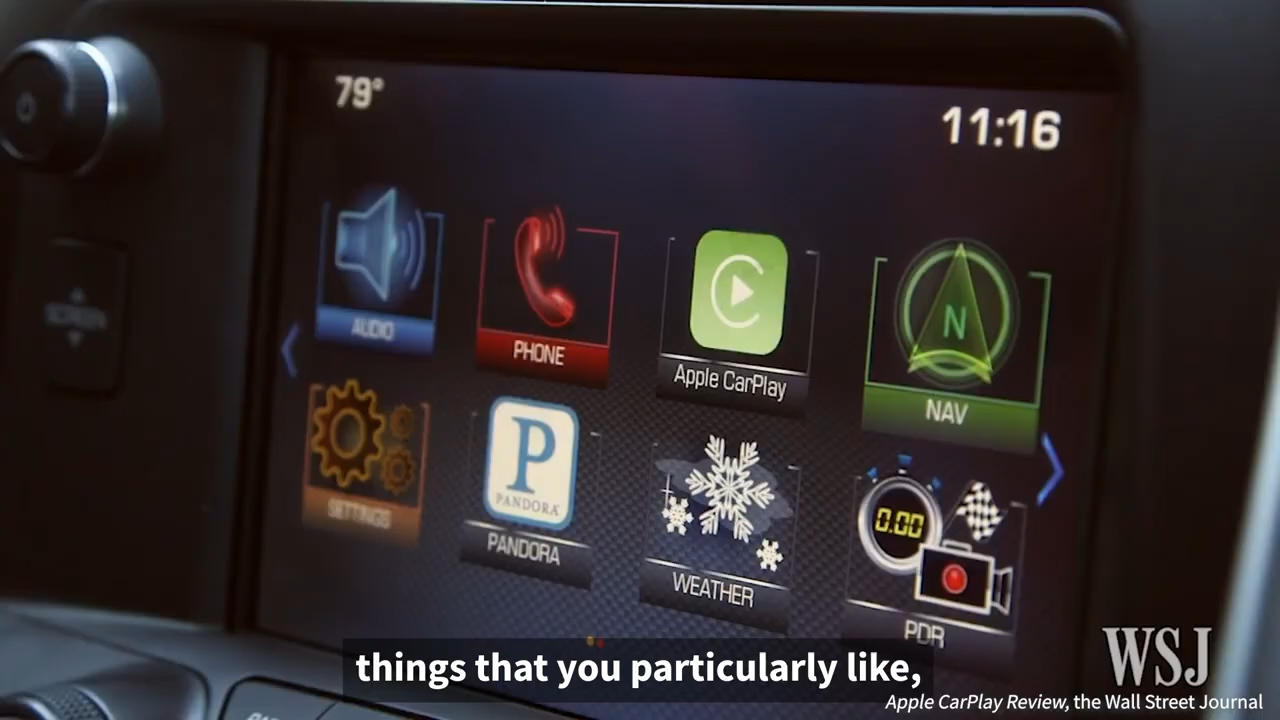 79°
11:16
AUDIO
PHONE
Apple CarPlay
N
NAV
SETTINGS
P
PANDORA
PANDORA
WEATHER
0.00
PDR
SCREEN
things that you particularly like,
WSJ
Apple CarPlay Review, the Wall Street Journal